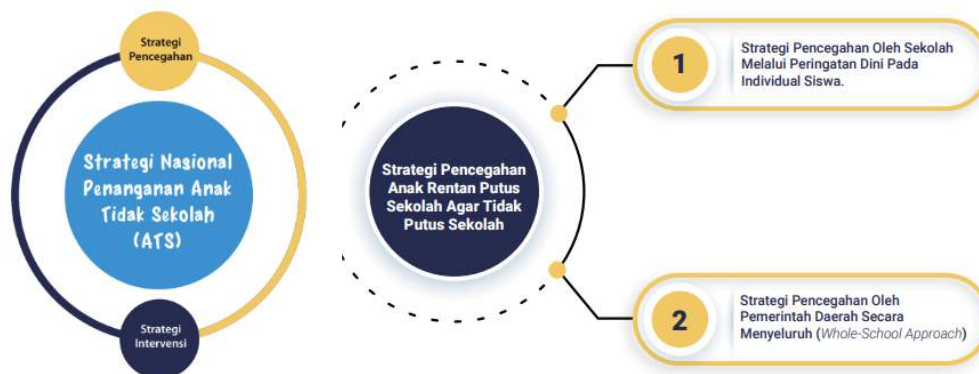 Strategi
Pencegahan
Strategi Nasional
Penanganan Anak
Tidak Sekolah
(ATS)
Strategi
Intervensi
Strategi Pencegahan
Anak Rentan Putus
Sekolah Agar Tidak
Putus Sekolah
1
Strategi Pencegahan Oleh Sekolah
Melalui Peringatan Dini Pada
Individual Siswa.
2
Strategi Pencegahan Oleh
Pemerintah Daerah Secara
Menyeluruh (Whole-School Approach)